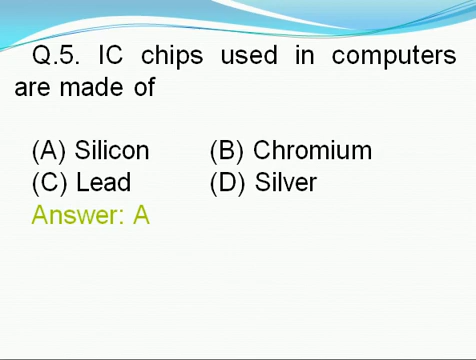 Q.5. IC chips used in computers
are made of
(A) Silicon (B) Chromium
(C) Lead (D) Silver
Answer: A